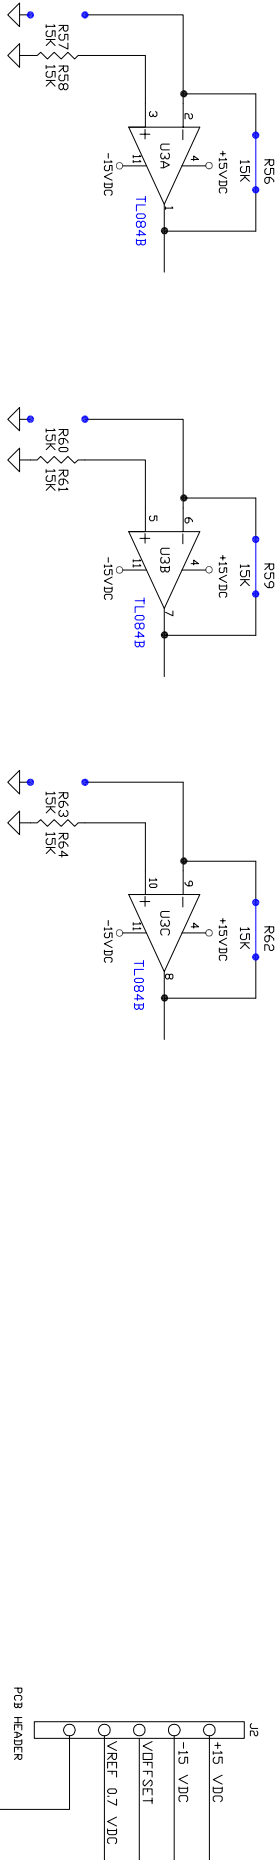 R56
15K
R57
15K
R58
15K
2
3
4
+15VDC
U3A
11
-15VDC
1
TL084B
R59
15K
R60
15K
R61
15K
6
5
4
+15VDC
U3B
11
-15VDC
7
TL084B
R62
15K
R63
15K
R64
15K
9
10
4
+15VDC
U3C
11
-15VDC
8
TL084B
J2
+15 VDC
-15 VDC
VOFFSET
VREF 0.7 VDC
PCB HEADER